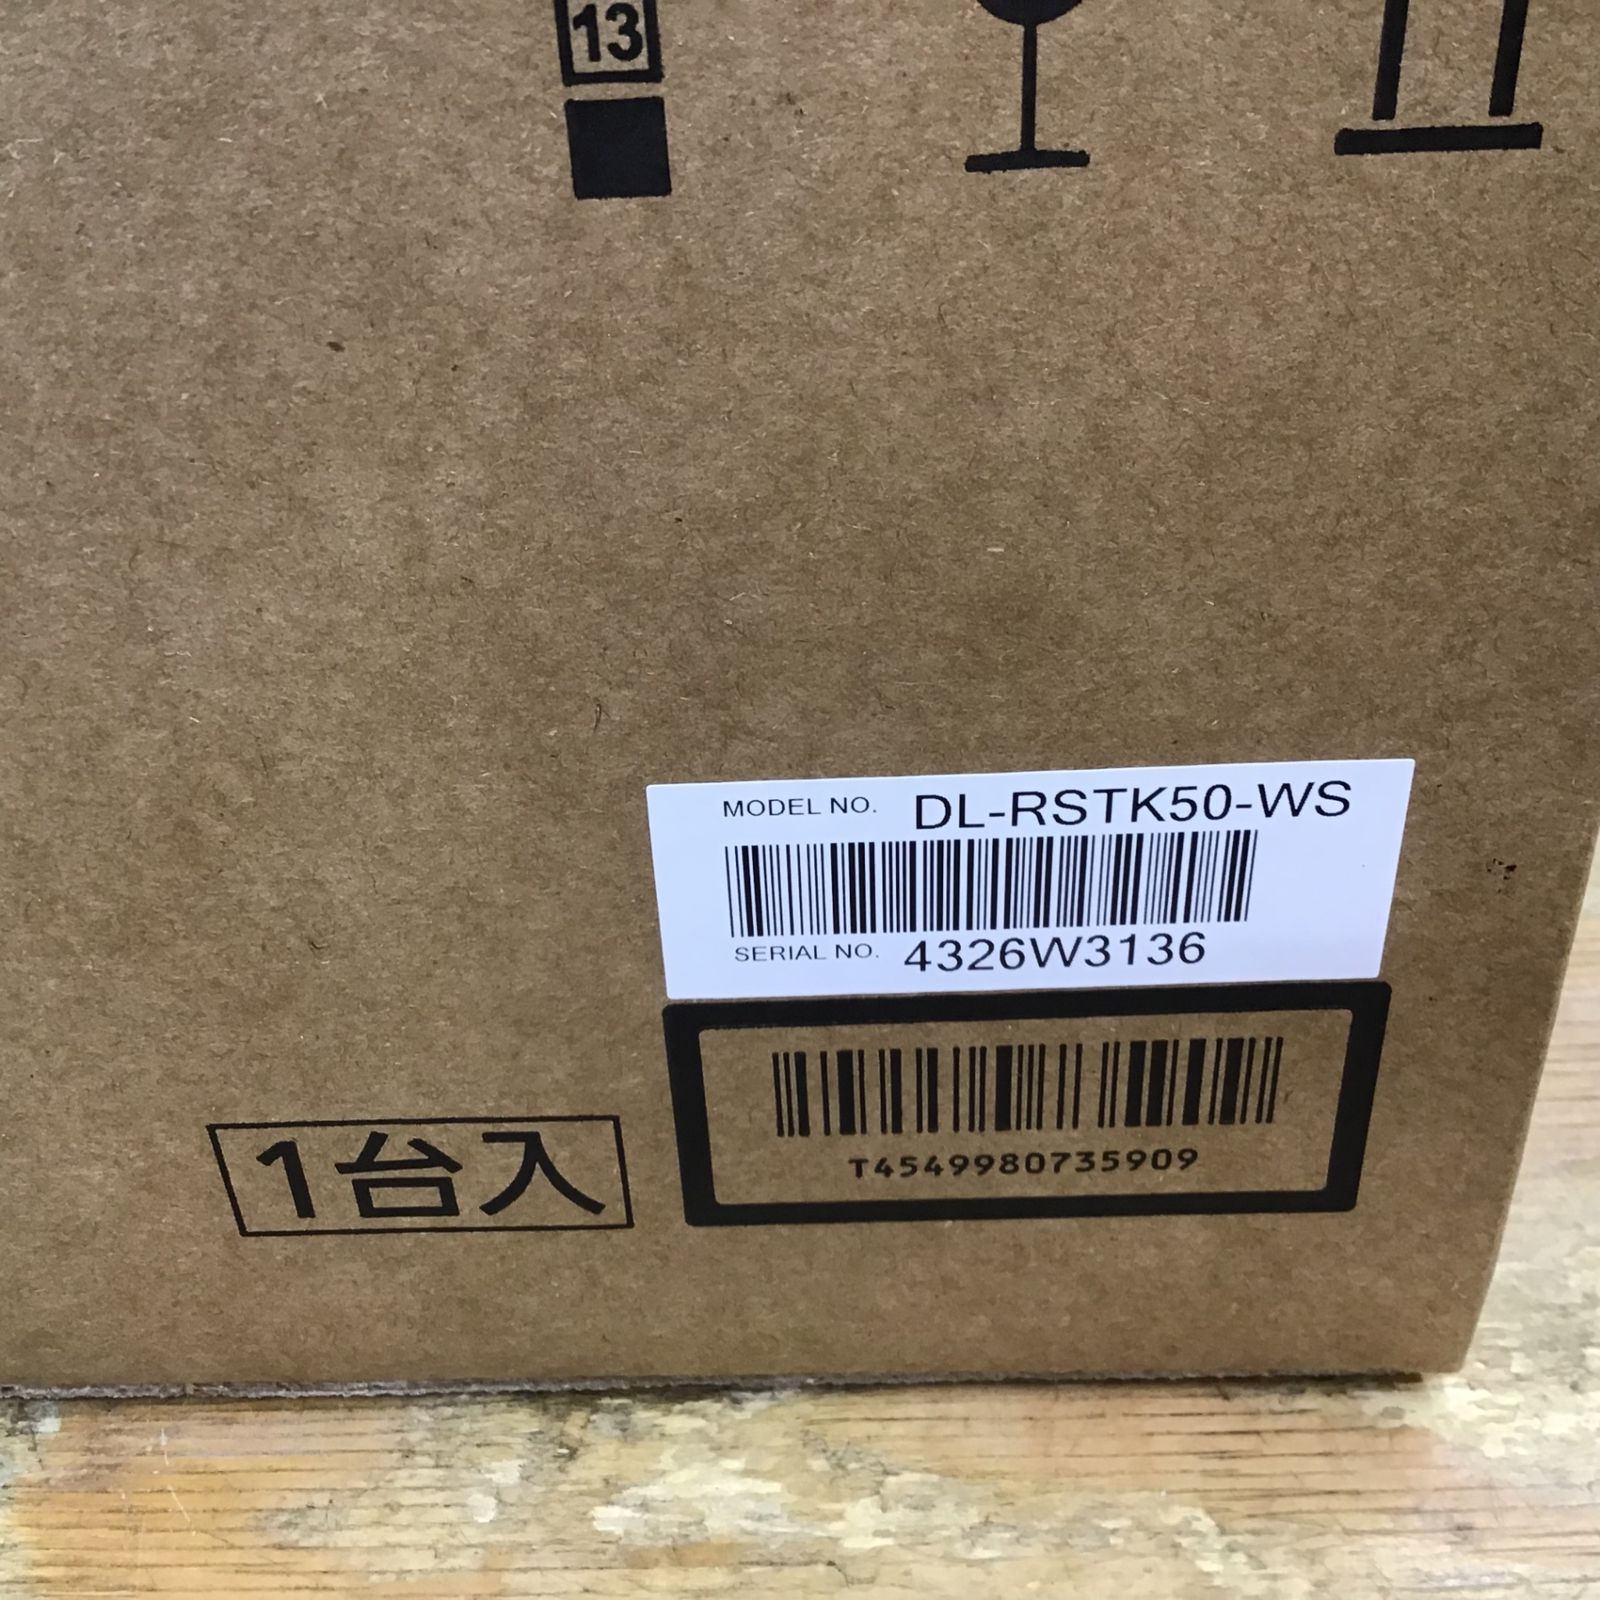 13
MODEL NO. DL-RSTK50-WS
SERIAL NO. 4326W3136
T4549980735909
1台入